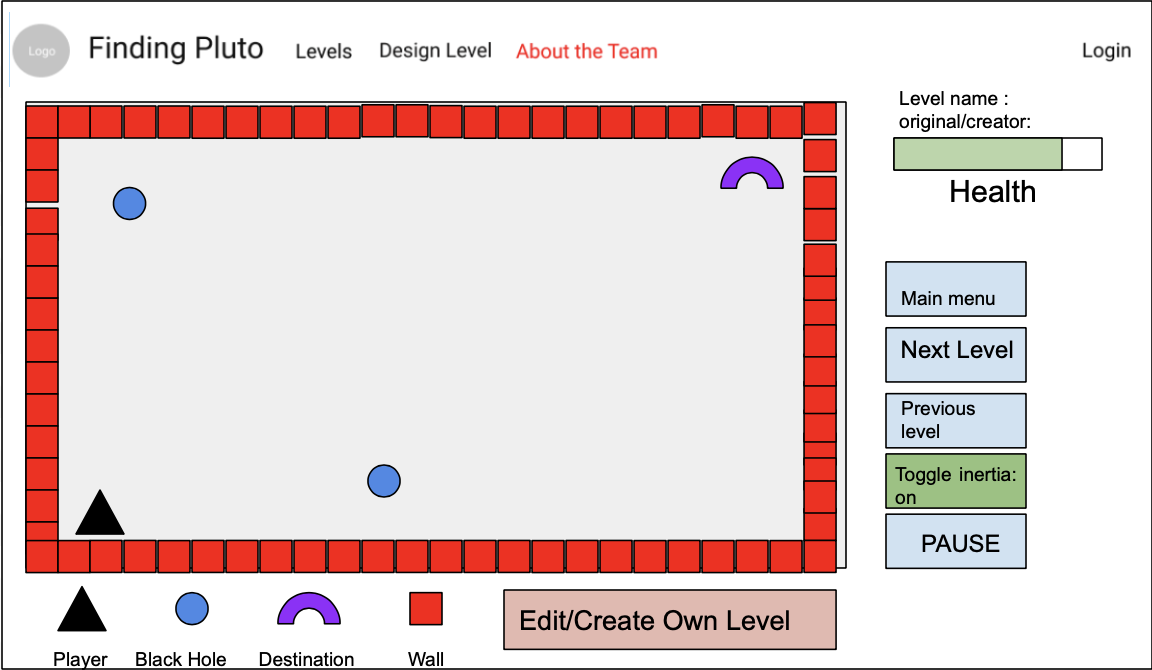 Logo
Finding Pluto
Levels
Design Level
About the Team
Login
Level name :
original/creator:
Health
Main menu
Next Level
Previous
level
Toggle inertia:
on
PAUSE
Edit/Create Own Level
Player
Black Hole
Destination
Wall